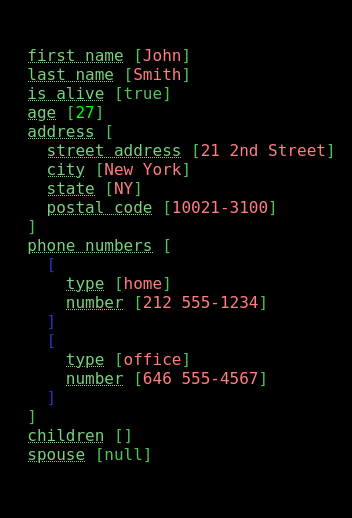 first name [John]
last name [Smith]
is alive [true]
age [27]
address [
  street address [21 2nd Street]
  city [New York]
  state [NY]
  postal code [10021-3100]
]
phone numbers [
  [
    type [home]
    number [212 555-1234]
  ]
  [
    type [office]
    number [646 555-4567]
  ]
]
children []
spouse [null]